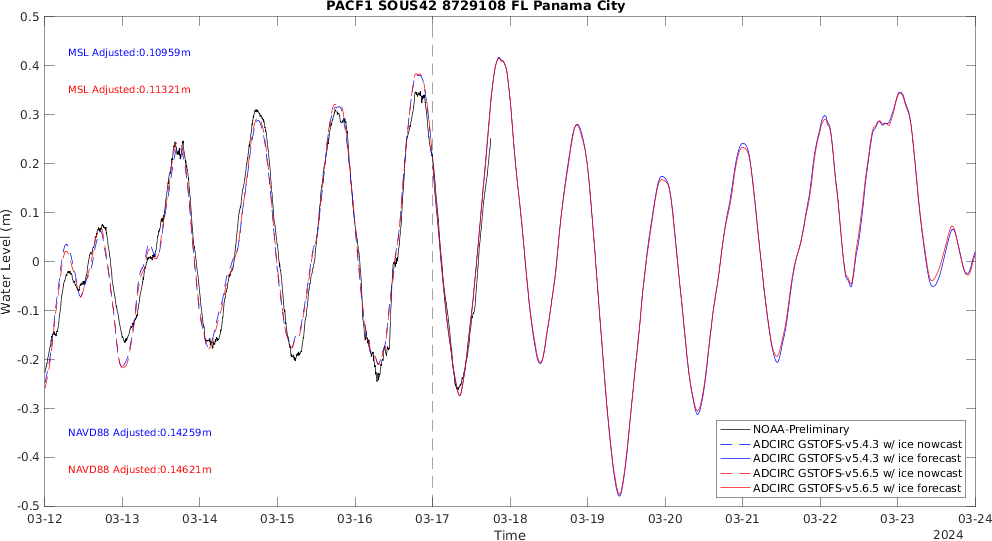 PACF1 SOUS42 8729108 FL Panama City
0.5
0.4
0.3
0.2
0.1
0
-0.1
-0.2
-0.3
-0.4
-0.5
Water Level (m)
MSL Adjusted:0.10959m
MSL Adjusted:0.11321m
NAVD88 Adjusted:0.14259m
NAVD88 Adjusted:0.14621m
NOAA-Preliminary
ADCIRC GSTOFS-v5.4.3 w/ ice nowcast
ADCIRC GSTOFS-v5.4.3 w/ ice forecast
ADCIRC GSTOFS-v5.6.5 w/ ice nowcast
ADCIRC GSTOFS-v5.6.5 w/ ice forecast
03-12 03-13 03-14 03-15 03-16 03-17 03-18 03-19 03-20 03-21 03-22 03-23 03-24
Time
2024